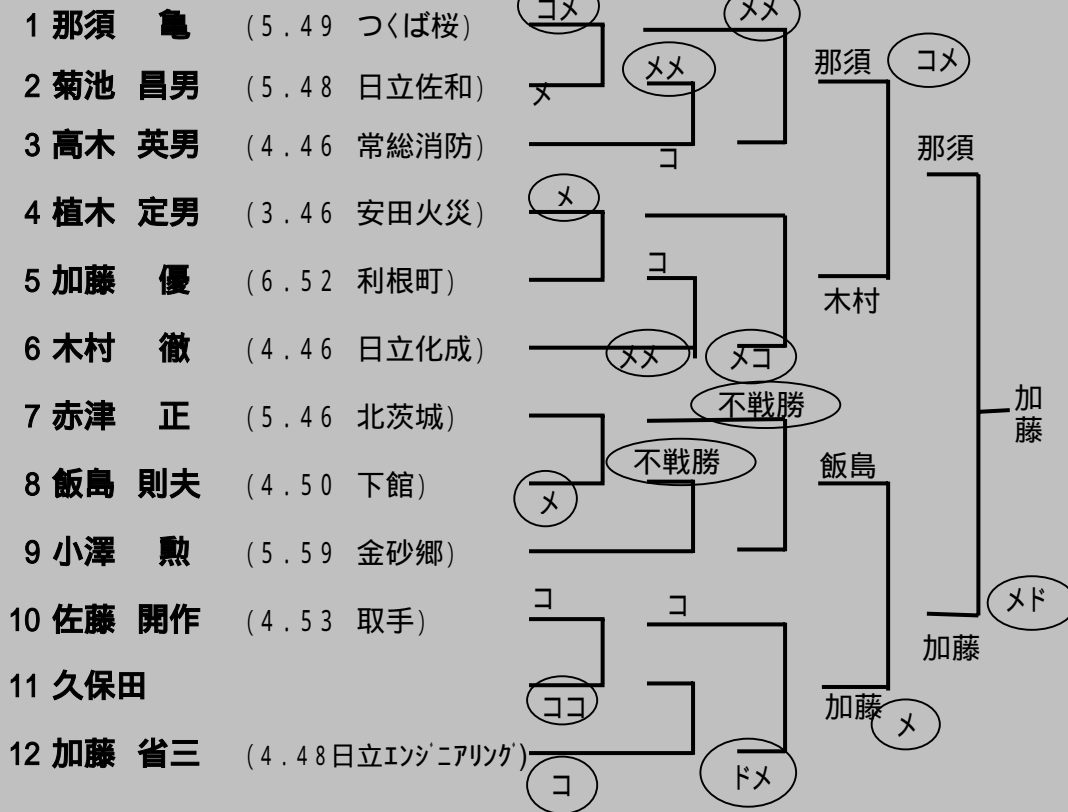 コメ
メメ
1 那須 亀 (5.49 つくば桜)
那須
コメ
メメ
2 菊池 昌男 (5.48 日立佐和)
メ
3 高木 英男 (4.46 常総消防)
コ
那須
メ
4 植木 定男 (3.46 安田火災)
コ
5 加藤 優 (6.52 利根町)
木村
6 木村 徹 (4.46 日立化成)
メメ
メコ
不戦勝
7 赤津 正 (5.46 北茨城)
加藤
不戦勝
飯島
8 飯島 則夫 (4.50 下館)
メ
9 小澤 勲 (5.59 金砂郷)
コ
コ
メド
10 佐藤 開作 (4.53 取手)
加藤
11 久保田
ココ
加藤
メ
12 加藤 省三 (4.48日立エンジニアリング)
コ
ドメ